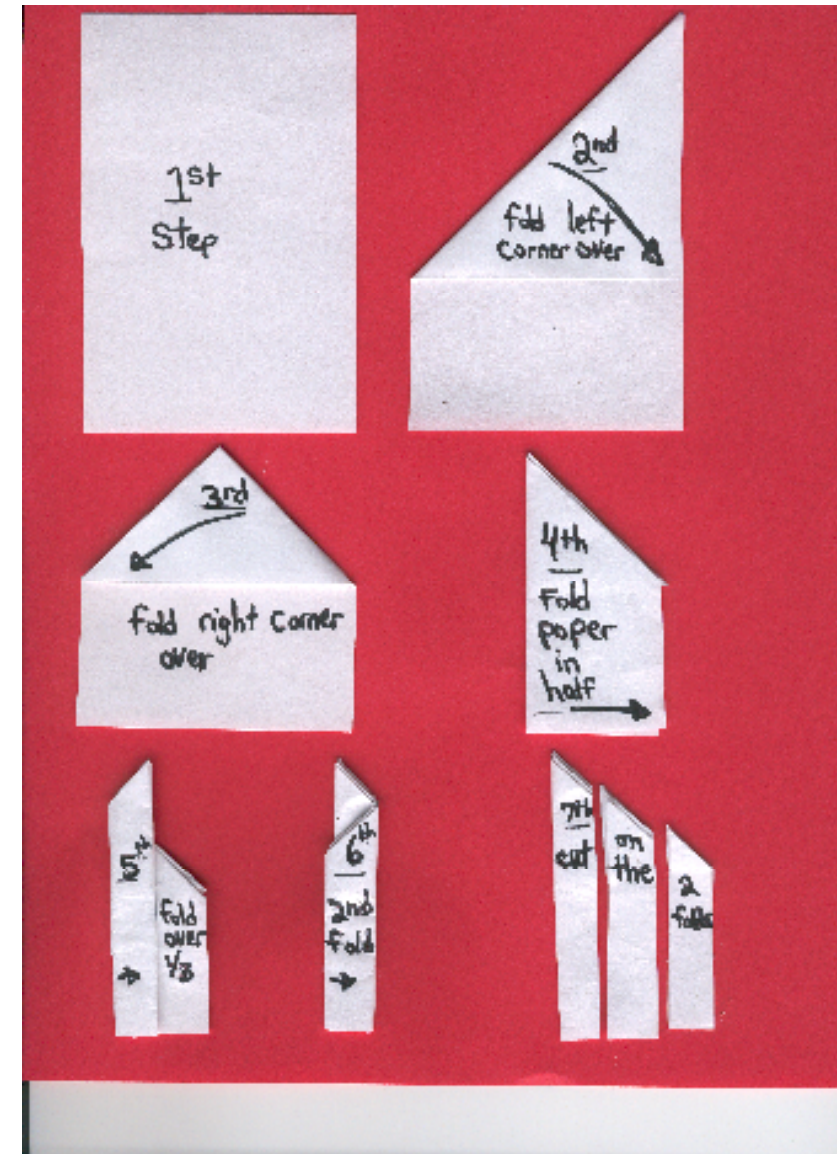 1st
Step
2nd
fold left
corner over
3rd
fold right corner
over
4th
Fold
paper
in
half
5th
fold
over
1/3
6th
2nd
fold
7th
cut
on
the
2
folds